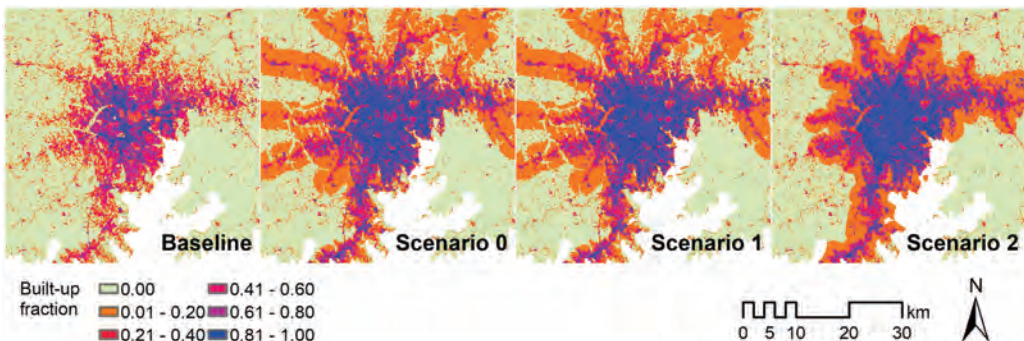 Baseline
Scenario 0
Scenario 1
Scenario 2
Built-up fraction
0.00
0.01 - 0.20
0.21 - 0.40
0.41 - 0.60
0.61 - 0.80
0.81 - 1.00
0 5 10 20 30 km
N